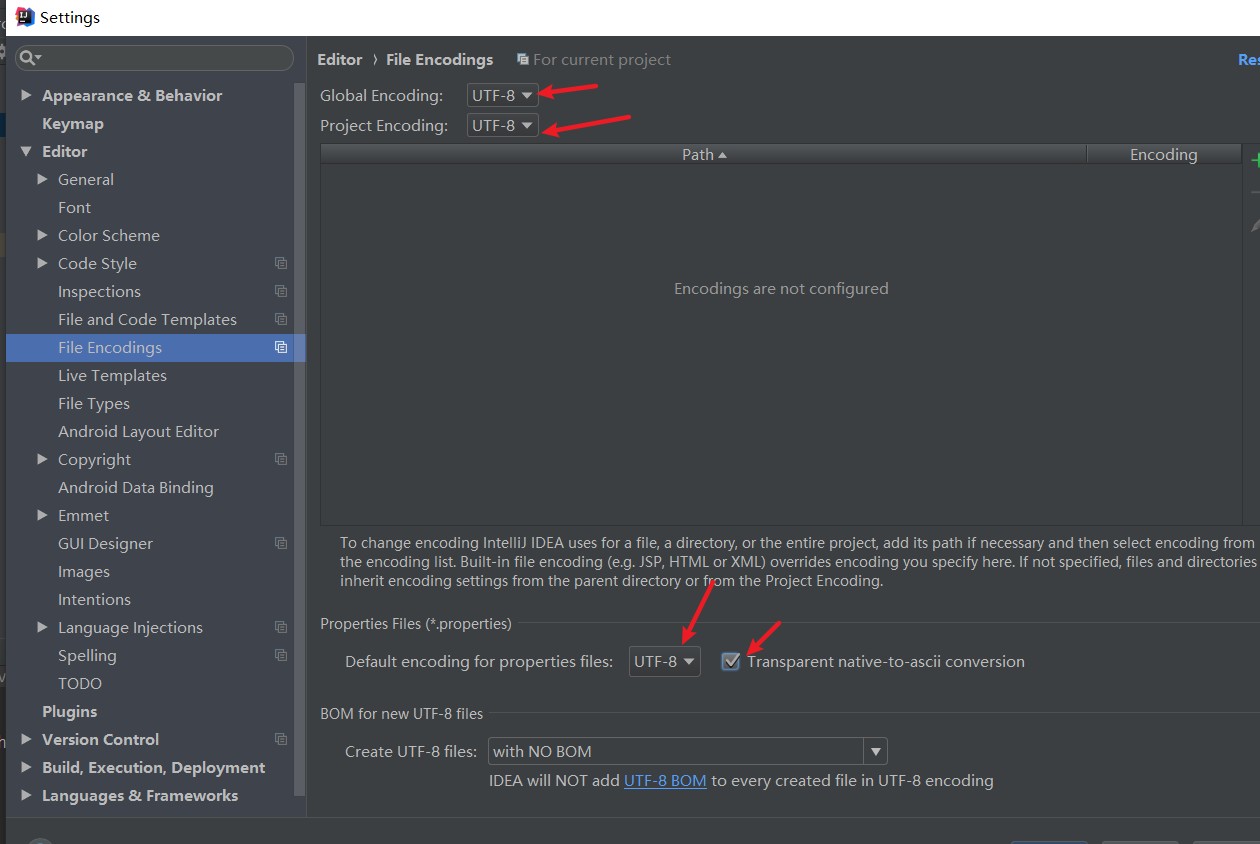 Settings
Editor › File Encodings For current project
Global Encoding: UTF-8
Project Encoding: UTF-8
Path Encoding
Encodings are not configured
To change encoding IntelliJ IDEA uses for a file, a directory, or the entire project, add its path if necessary and then select encoding from
the encoding list. Built-in file encoding (e.g. JSP, HTML or XML) overrides encoding you specify here. If not specified, files and directories
inherit encoding settings from the parent directory or from the Project Encoding.
Properties Files (*.properties)
Default encoding for properties files: UTF-8 Transparent native-to-ascii conversion
BOM for new UTF-8 files
Create UTF-8 files: with NO BOM
IDEA will NOT add UTF-8 BOM to every created file in UTF-8 encoding
Appearance & Behavior
Keymap
Editor
General
Font
Color Scheme
Code Style
Inspections
File and Code Templates
File Encodings
Live Templates
File Types
Android Layout Editor
Copyright
Android Data Binding
Emmet
GUI Designer
Images
Intentions
Language Injections
Spelling
TODO
Plugins
Version Control
Build, Execution, Deployment
Languages & Frameworks